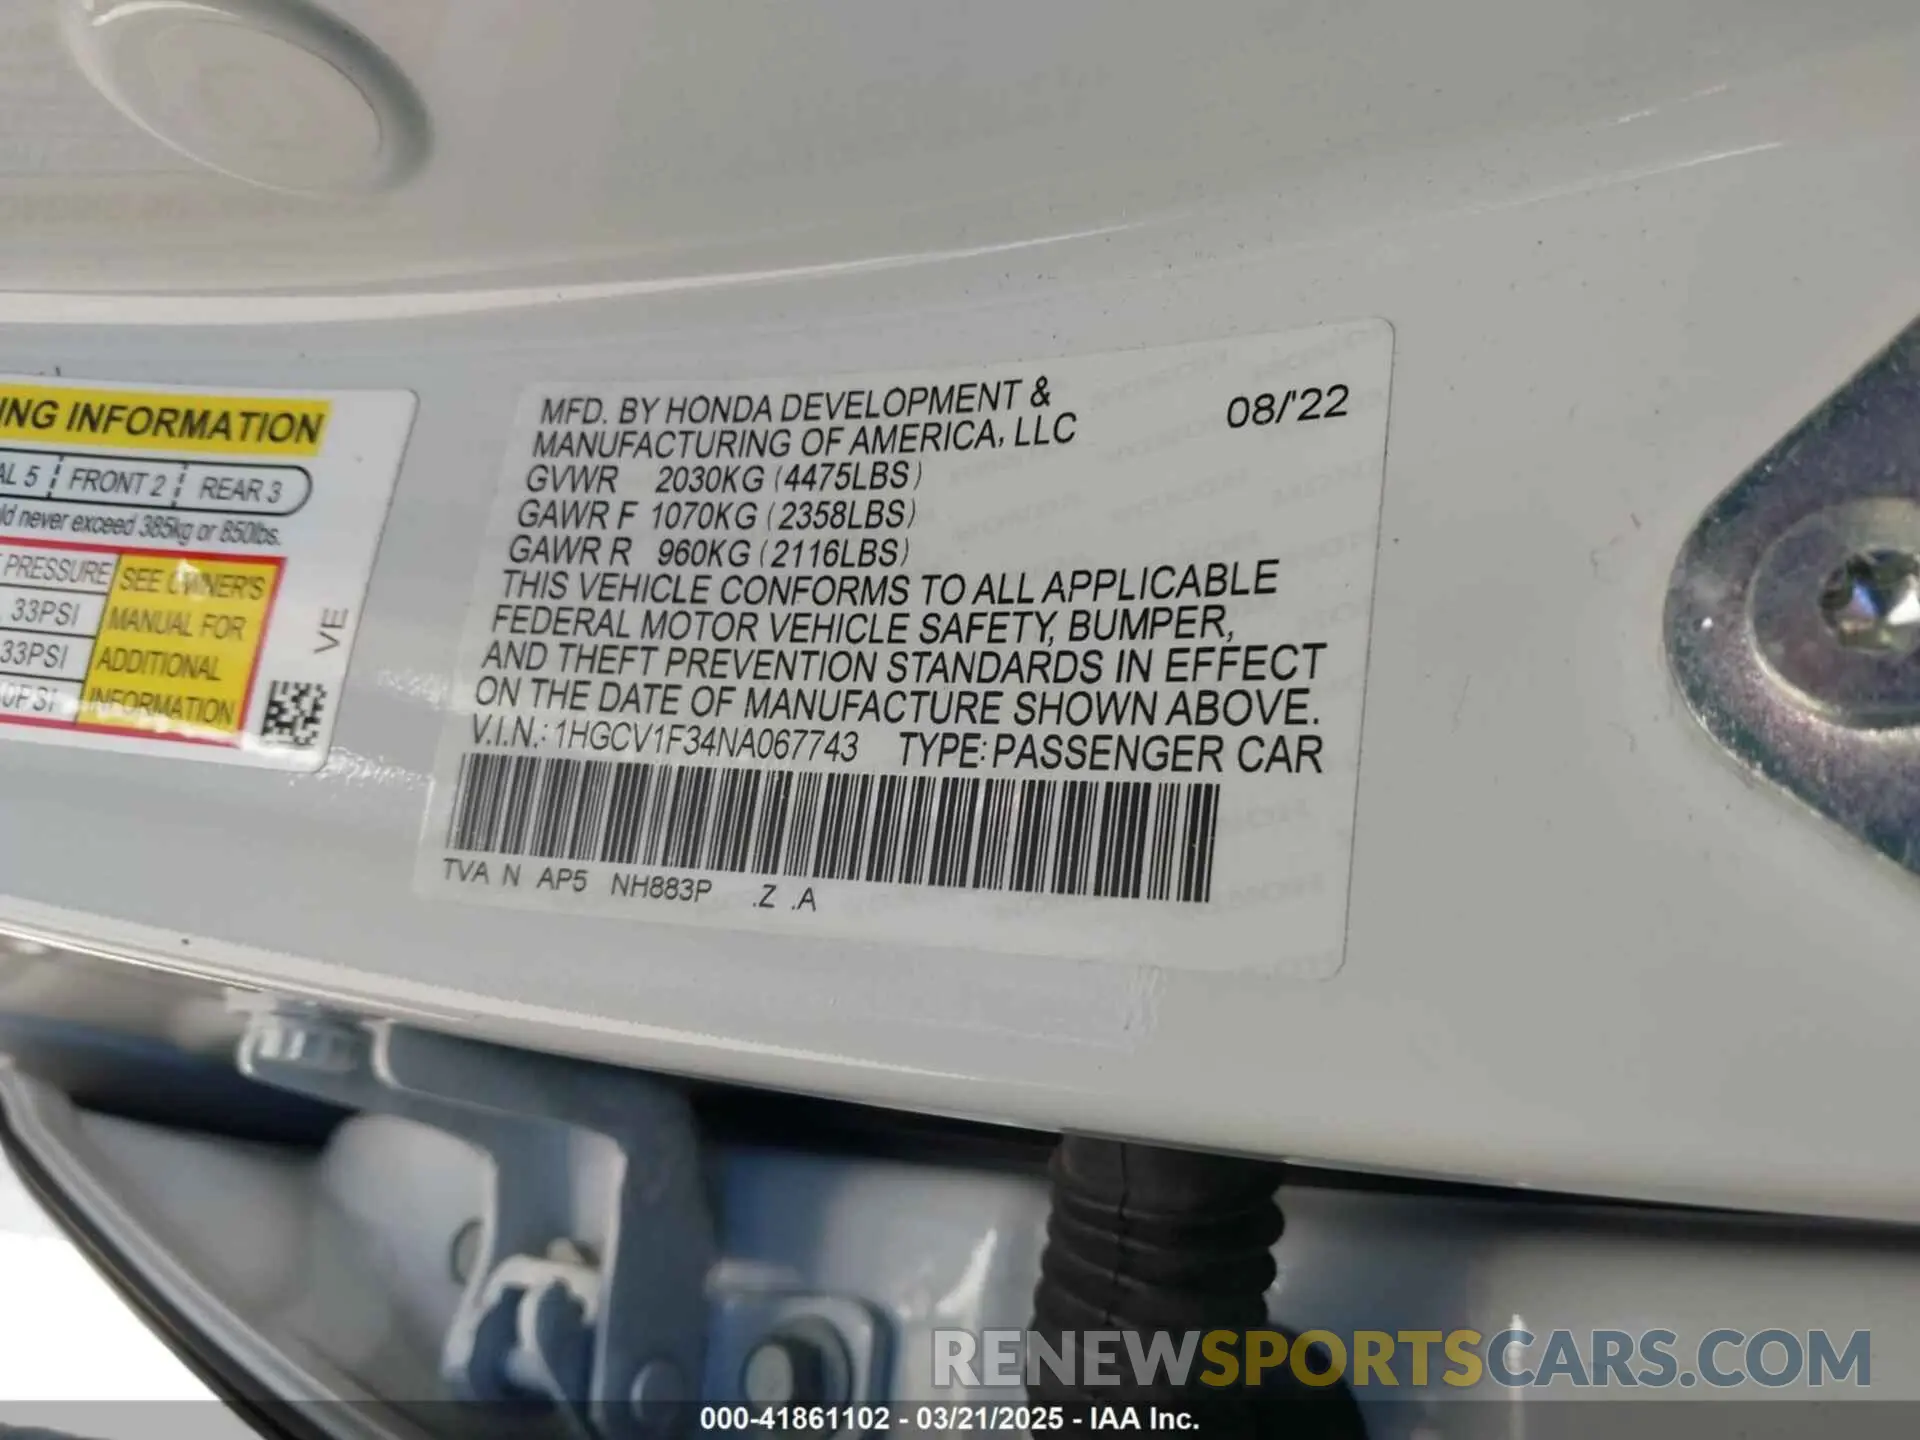 ING INFORMATION
AL 5 FRONT 2 REAR 3
ld never exceed 385kg or 850lbs.
PRESSURE
33PSI
33PSI
0PSI
SEE OWNER'S
MANUAL FOR
ADDITIONAL
INFORMATION
VE
MFD. BY HONDA DEVELOPMENT &
MANUFACTURING OF AMERICA, LLC
08/'22
GVWR 2030KG (4475LBS)
GAWR F 1070KG (2358LBS)
GAWR R 960KG (2116LBS)
THIS VEHICLE CONFORMS TO ALL APPLICABLE
FEDERAL MOTOR VEHICLE SAFETY, BUMPER,
AND THEFT PREVENTION STANDARDS IN EFFECT
ON THE DATE OF MANUFACTURE SHOWN ABOVE.
V.I.N.: 1HGCV1F34NA067743 TYPE: PASSENGER CAR
TVA N AP5 NH883P .Z .A
RENEWSPORTSCARS.COM
000-41861102 - 03/21/2025 - IAA Inc.